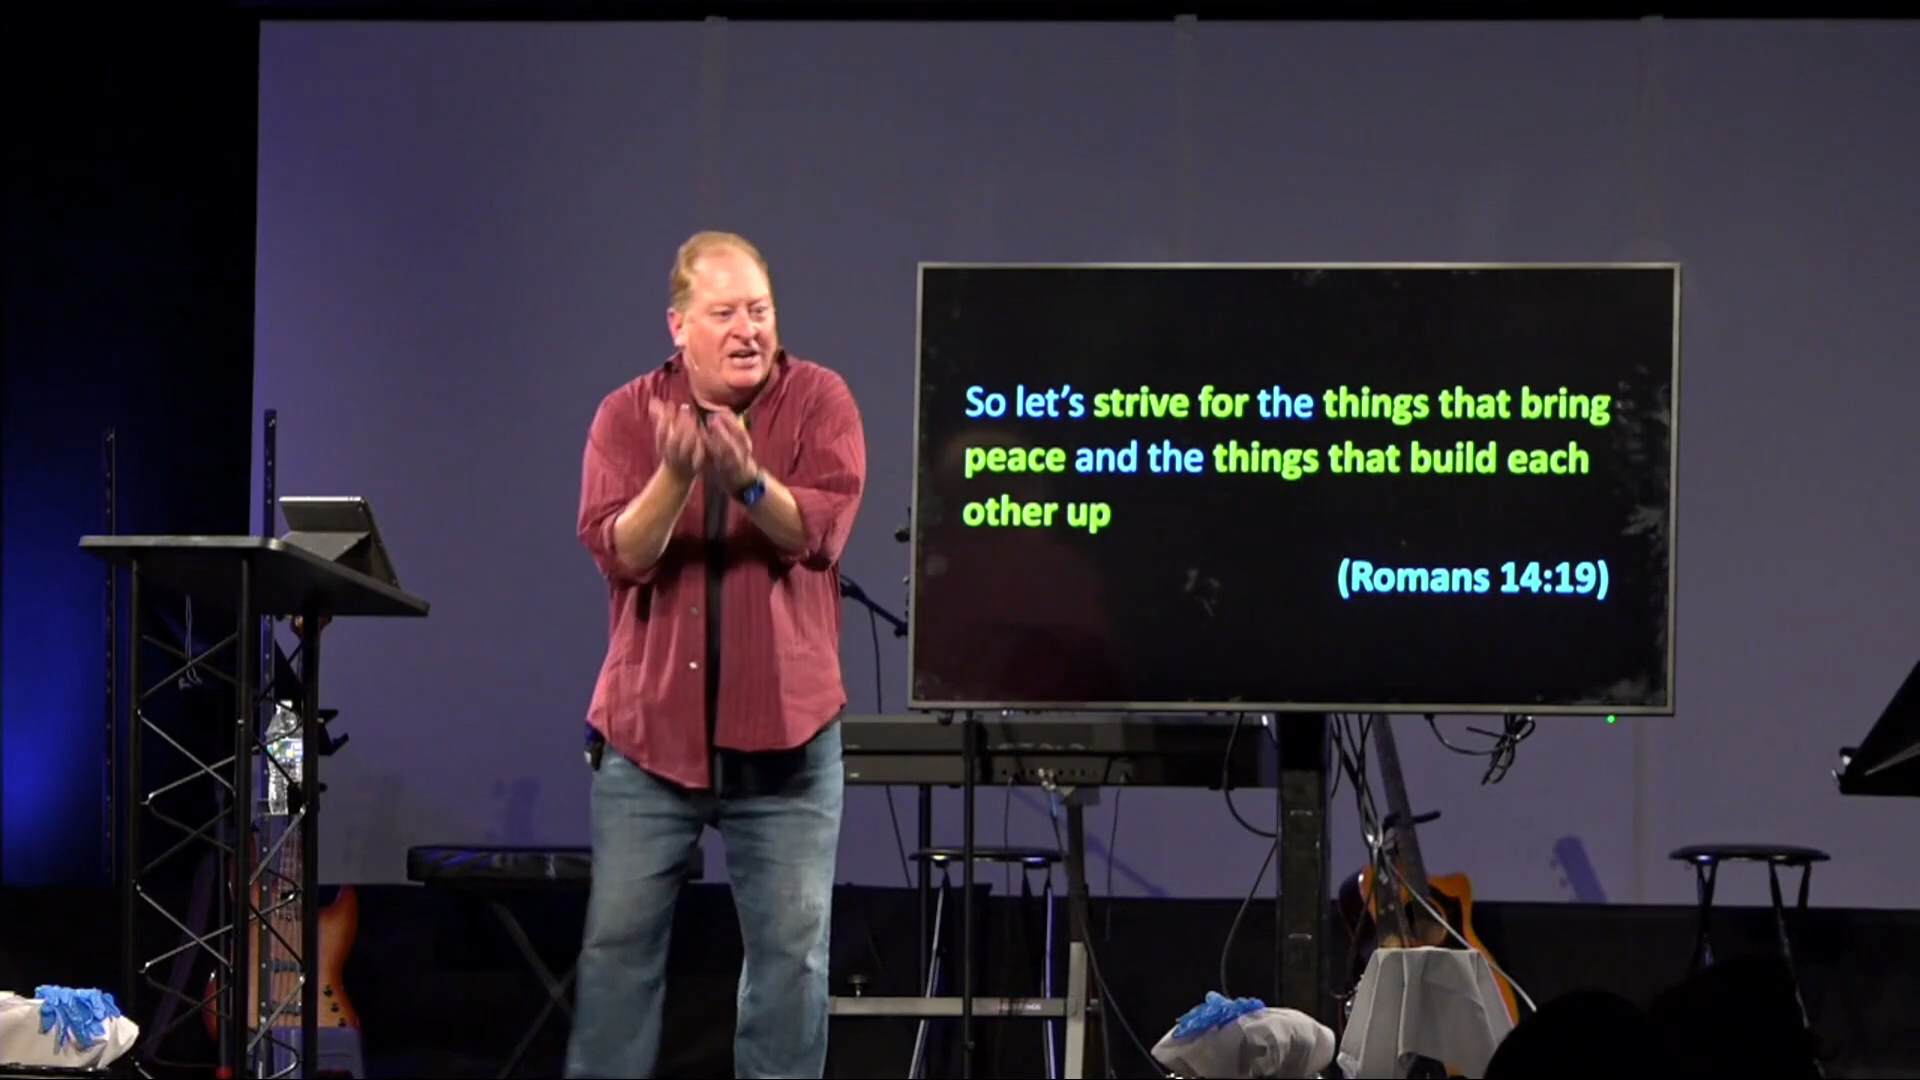 So let's strive for the things that bring
peace and the things that build each
other up
(Romans 14:19)